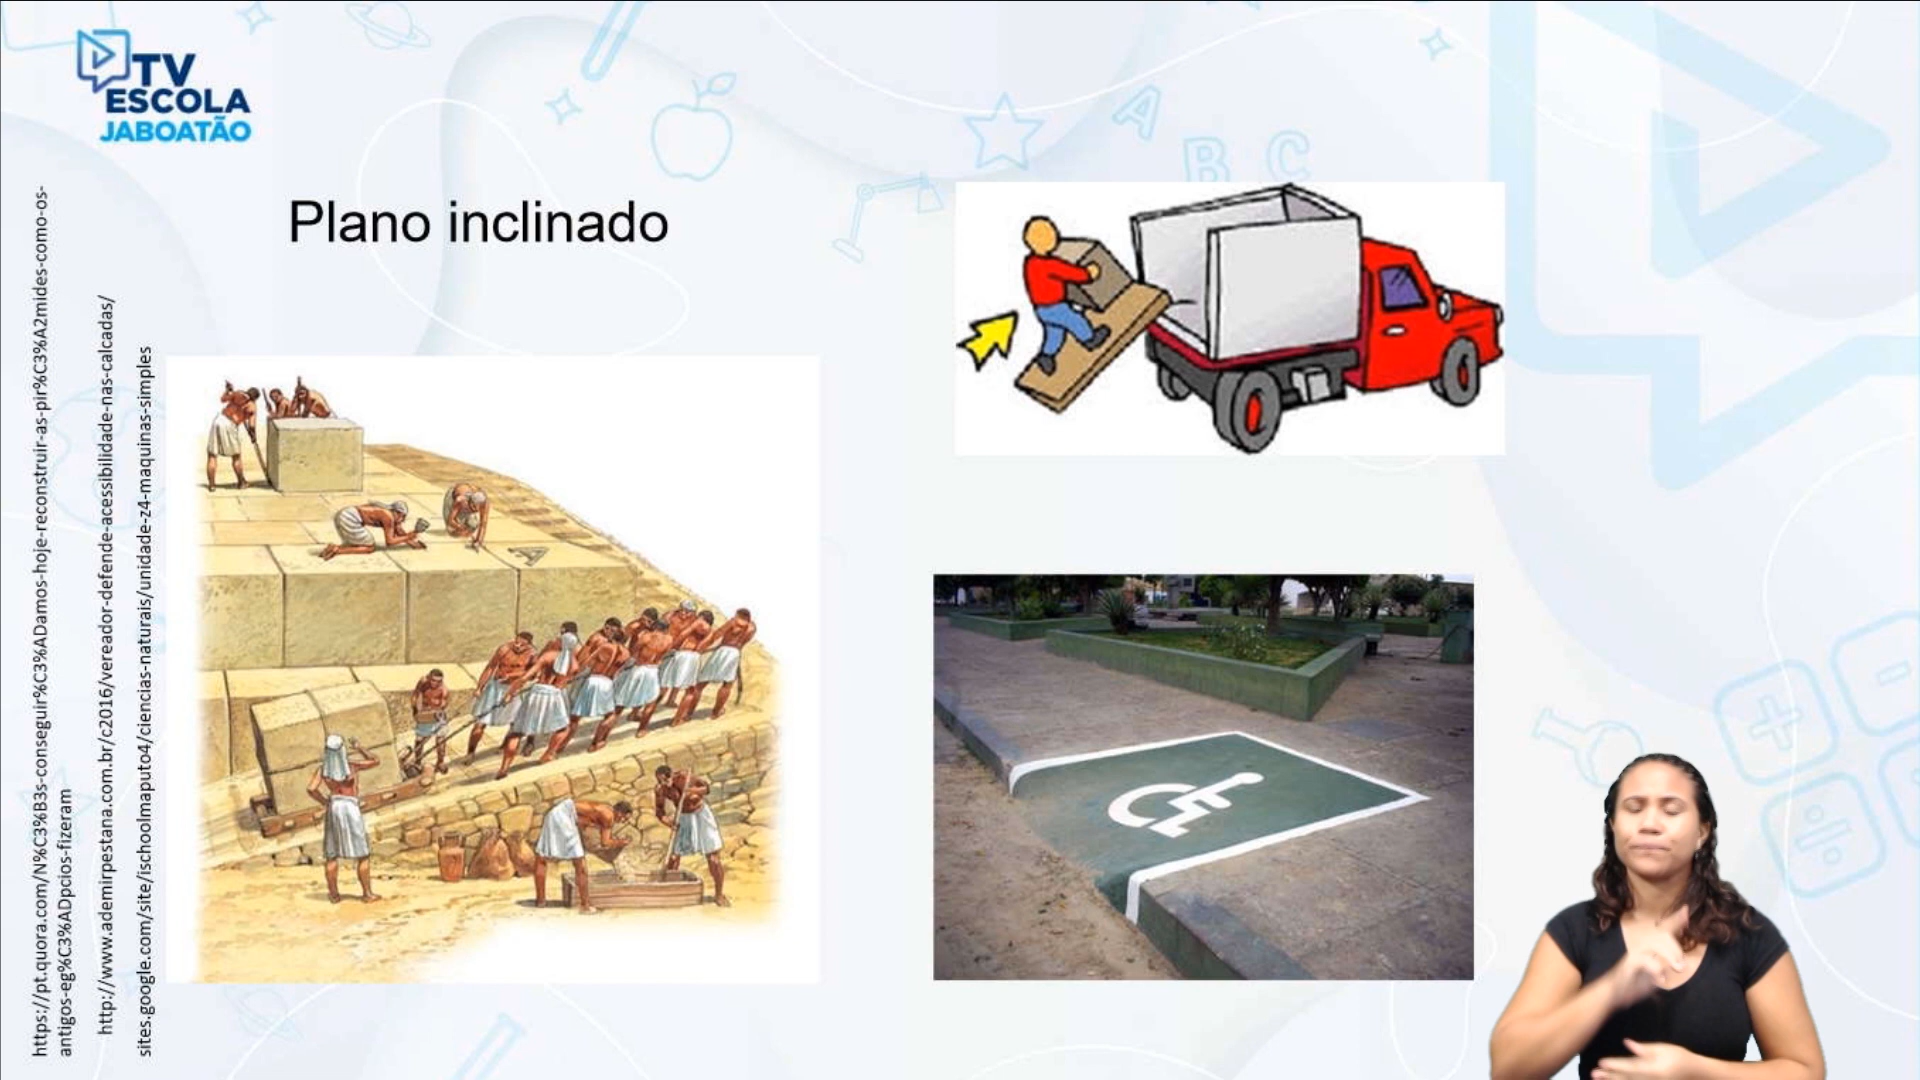 TV
ESCOLA
JABOATÃO
Plano inclinado
https://pt.quora.com/N%C3%B3s-conseguir%C3%ADamos-hoje-reconstruir-as-pir%C3%A2mides-como-os-
antigos-eg%C3%ADpcios-fizeram
http://www.ademirpestana.com.br/c2016/vereador-defende-acessibilidade-nas-calcadas/
sites.google.com/site/ischoolmaputo4/ciencias-naturais/unidade-z4-maquinas-simples
A
B
C